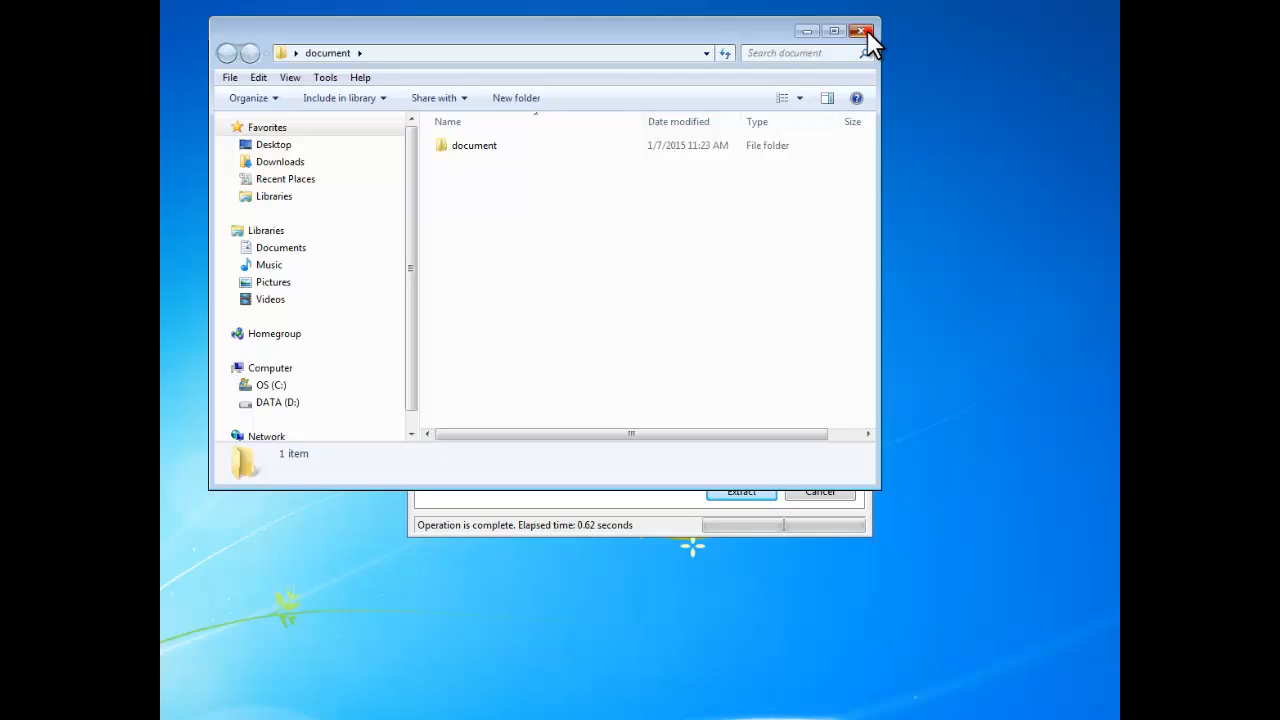 document
Search document
File Edit View Tools Help
Organize Include in library Share with New folder
Name Date modified Type Size
document 1/7/2015 11:23 AM File folder
Favorites
Desktop
Downloads
Recent Places
Libraries
Libraries
Documents
Music
Pictures
Videos
Homegroup
Computer
OS (C:)
DATA (D:)
Network
1 item
Extract Cancel
Operation is complete. Elapsed time: 0.62 seconds